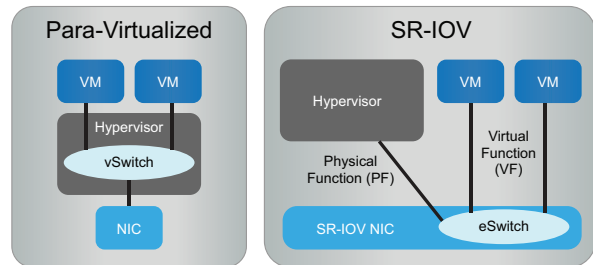 Para-Virtualized
VM
VM
Hypervisor
vSwitch
NIC
SR-IOV
Hypervisor
VM
VM
Physical
Function (PF)
Virtual
Function
(VF)
SR-IOV NIC
eSwitch